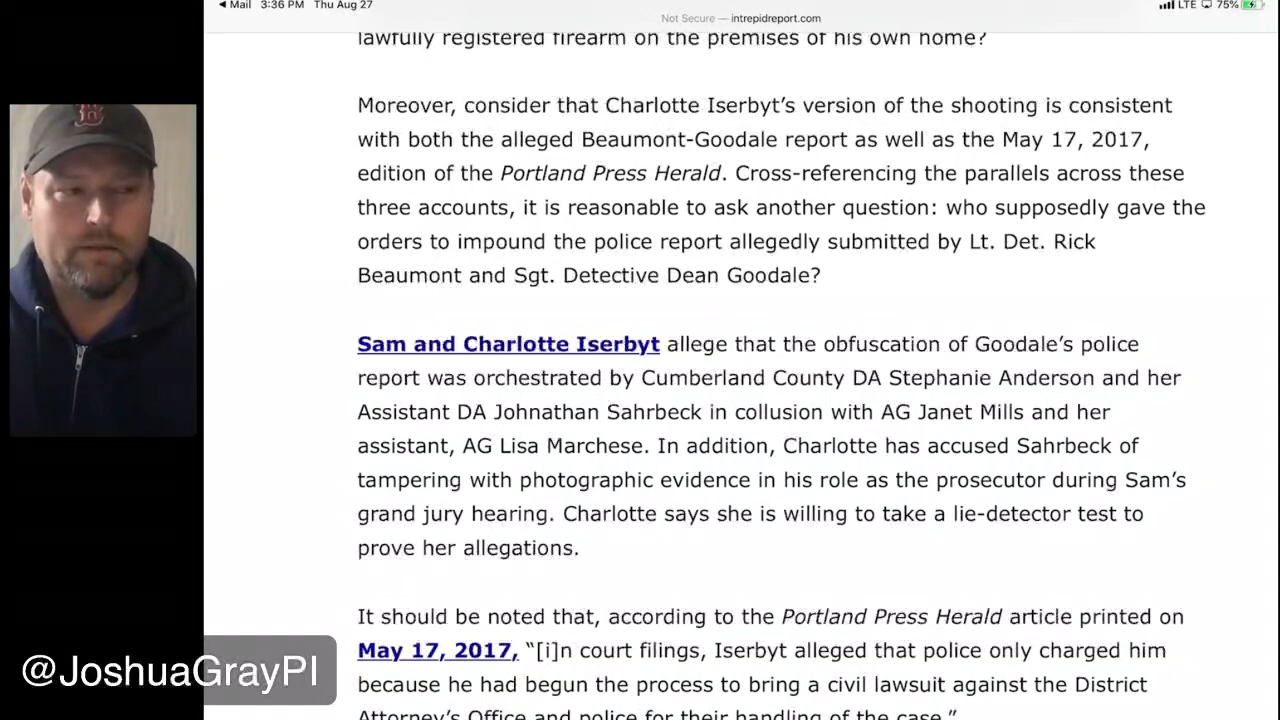 Mail 3:36 PM Thu Aug 27
LTE 75%
Not Secure — intrepidreport.com
lawfully registered firearm on the premises of his own home?
Moreover, consider that Charlotte Iserbyt’s version of the shooting is consistent
with both the alleged Beaumont-Goodale report as well as the May 17, 2017,
edition of the Portland Press Herald. Cross-referencing the parallels across these
three accounts, it is reasonable to ask another question: who supposedly gave the
orders to impound the police report allegedly submitted by Lt. Det. Rick
Beaumont and Sgt. Detective Dean Goodale?
Sam and Charlotte Iserbyt allege that the obfuscation of Goodale’s police
report was orchestrated by Cumberland County DA Stephanie Anderson and her
Assistant DA Johnathan Sahrbeck in collusion with AG Janet Mills and her
assistant, AG Lisa Marchese. In addition, Charlotte has accused Sahrbeck of
tampering with photographic evidence in his role as the prosecutor during Sam’s
grand jury hearing. Charlotte says she is willing to take a lie-detector test to
prove her allegations.
It should be noted that, according to the Portland Press Herald article printed on
May 17, 2017, “[i]n court filings, Iserbyt alleged that police only charged him
because he had begun the process to bring a civil lawsuit against the District
Attorney’s Office and police for their handling of the case.”
@JoshuaGrayPI
B